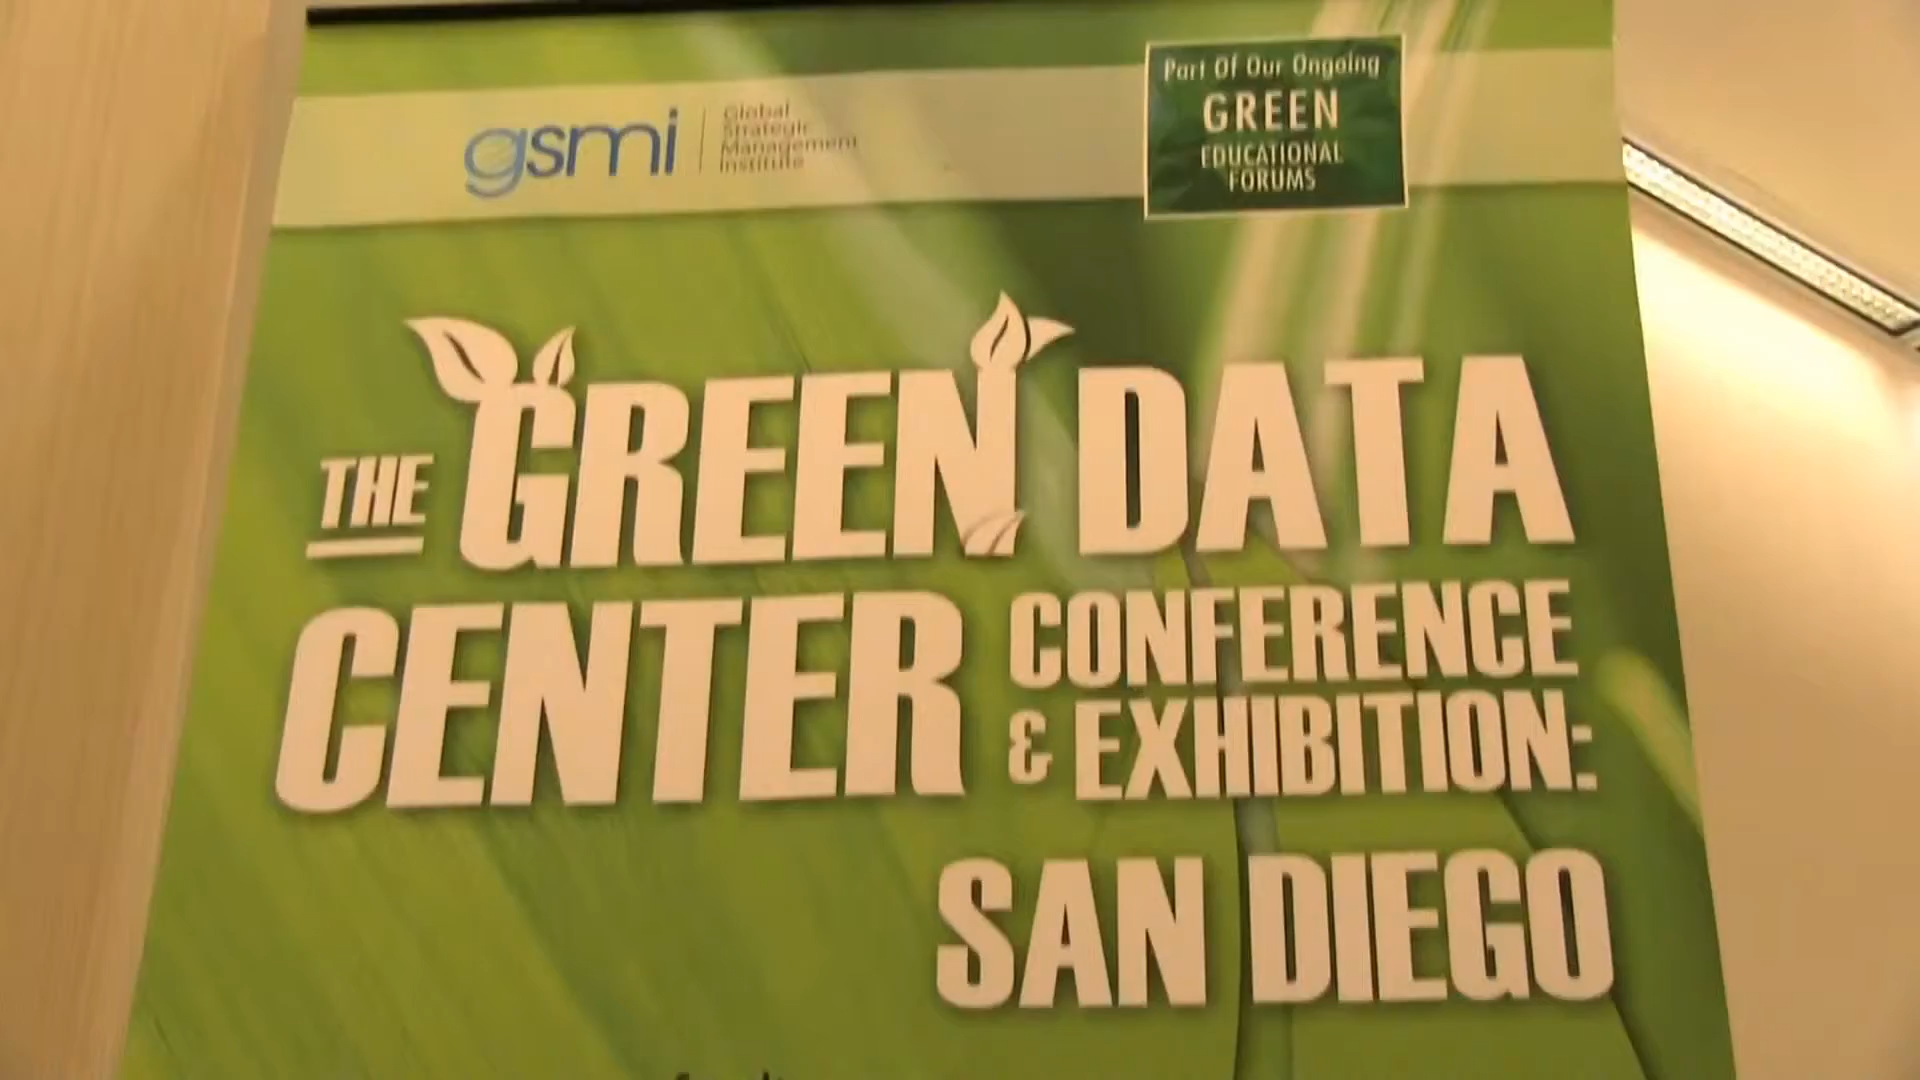 gsmi
Global
Strategic
Management
Institute
Part Of Our Ongoing
GREEN
EDUCATIONAL
FORUMS
THE GREEN DATA
CENTER CONFERENCE
& EXHIBITION:
SAN DIEGO